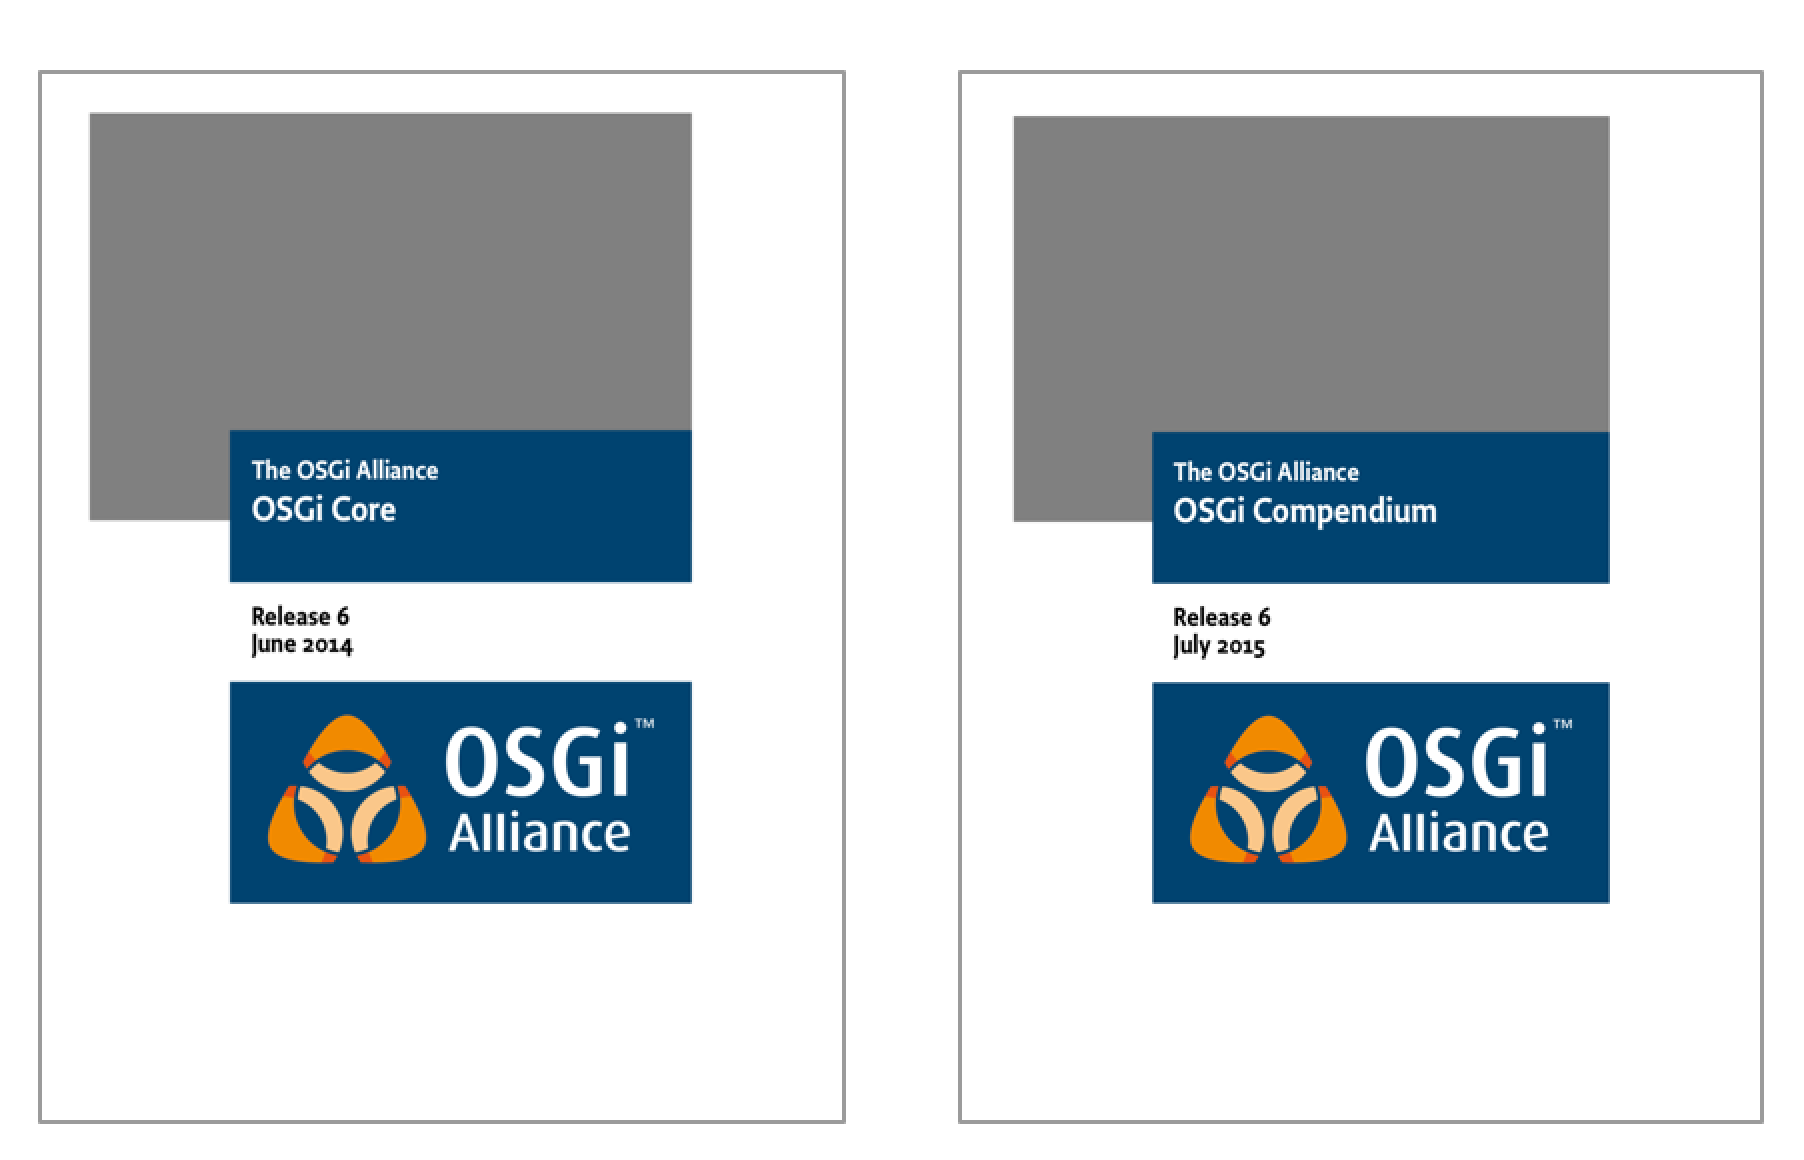 The OSGi Alliance
OSGi Core
Release 6
June 2014
OSGi™
Alliance
The OSGi Alliance
OSGi Compendium
Release 6
July 2015
OSGi™
Alliance